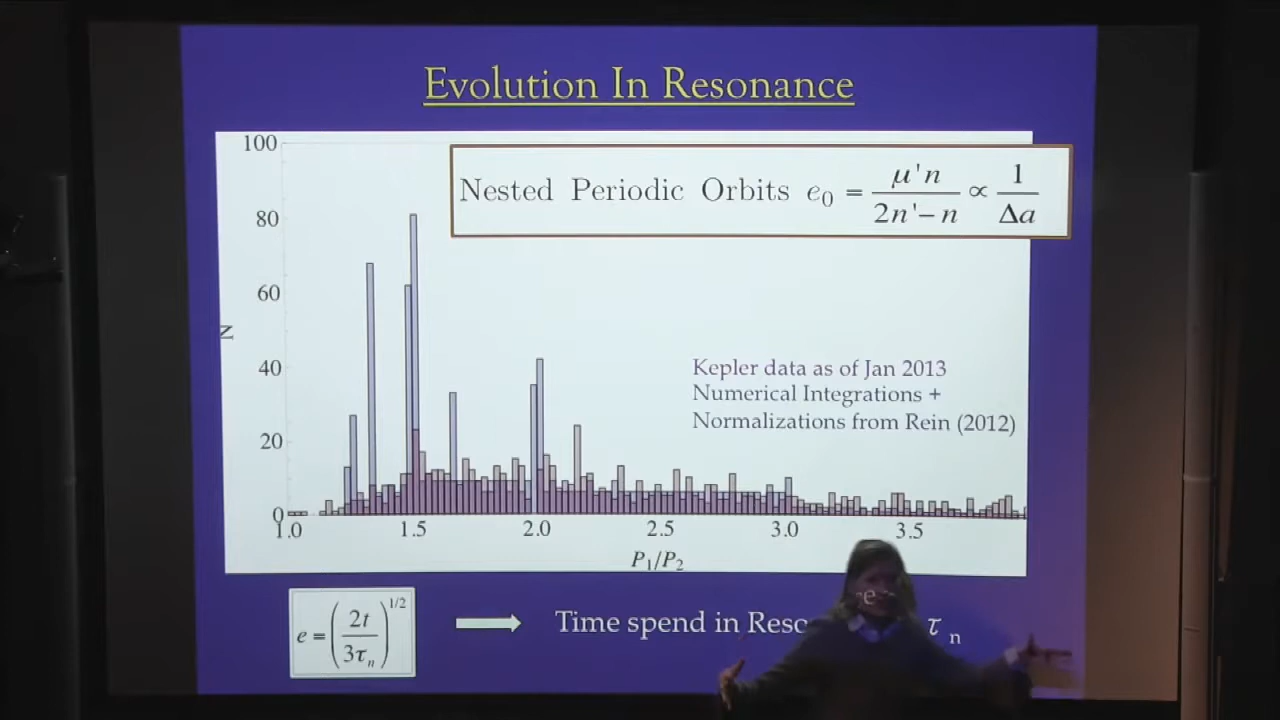 Evolution In Resonance
Nested Periodic Orbits e₀ = μ'n / 2n'−n ∝ 1 / Δa
100
80
60
40
20
0
N
Kepler data as of Jan 2013
Numerical Integrations +
Normalizations from Rein (2012)
1.0 1.5 2.0 2.5 3.0 3.5
P₁/P₂
e = (2t / 3τₙ)^1/2
Time spend in τ n